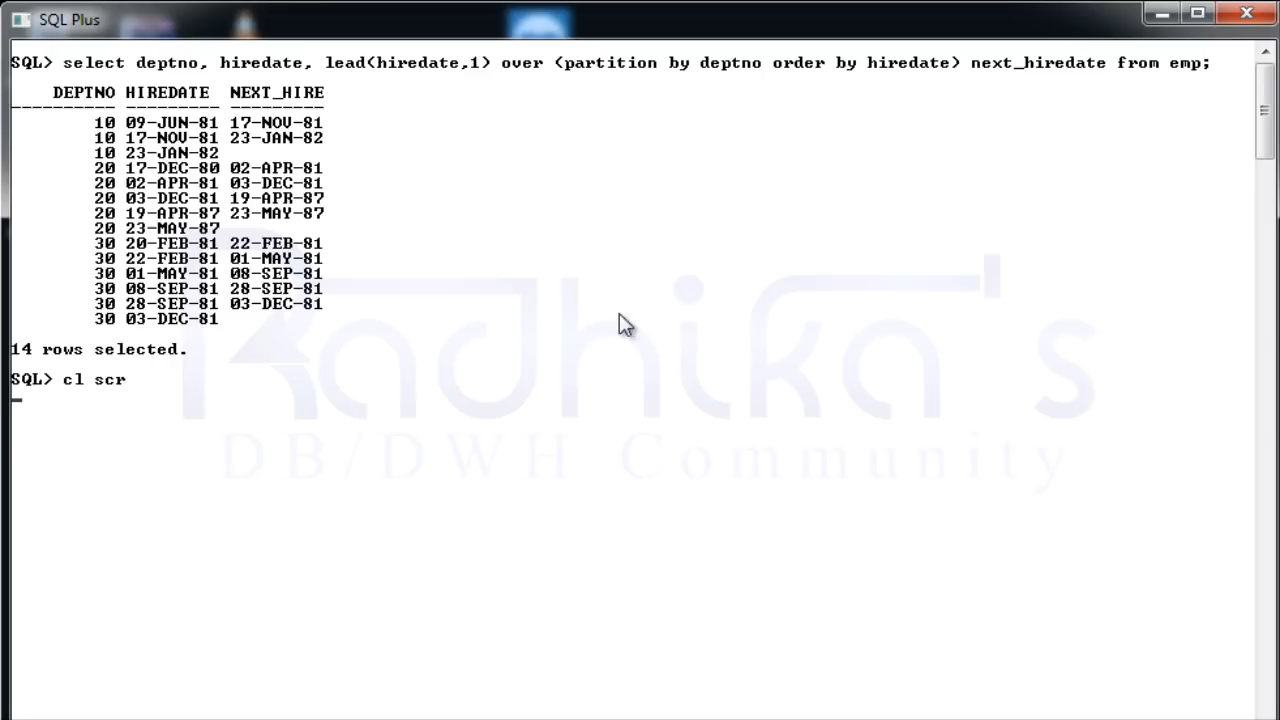 SQL Plus
SQL> select deptno, hiredate, lead(hiredate,1) over (partition by deptno order by hiredate) next_hiredate from emp;
DEPTNO HIREDATE NEXT_HIRE
---------- --------- ---------
10 09-JUN-81 17-NOV-81
10 17-NOV-81 23-JAN-82
10 23-JAN-82
20 17-DEC-80 02-APR-81
20 02-APR-81 03-DEC-81
20 03-DEC-81 19-APR-87
20 19-APR-87 23-MAY-87
20 23-MAY-87
30 20-FEB-81 22-FEB-81
30 22-FEB-81 01-MAY-81
30 01-MAY-81 08-SEP-81
30 08-SEP-81 28-SEP-81
30 28-SEP-81 03-DEC-81
30 03-DEC-81
14 rows selected.
SQL> cl scr
Radhika's
DB/DWH Community